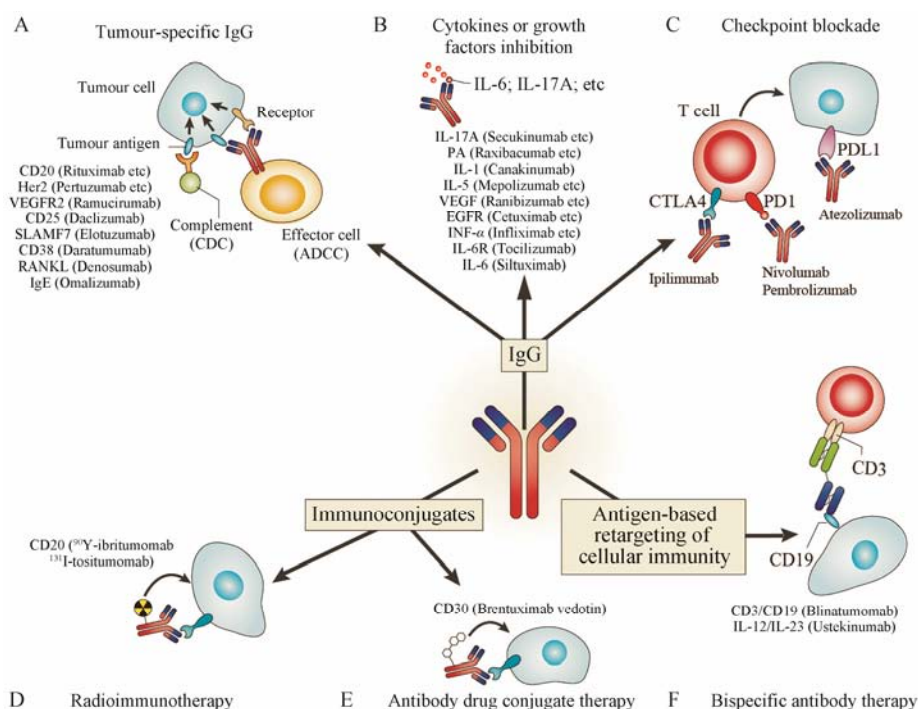 A
Tumour-specific IgG
Tumour cell
Receptor
Tumour antigen
CD20 (Rituximab etc)
Her2 (Pertuzumab etc)
VEGFR2 (Ramucirumab)
CD25 (Daclizumab)
SLAMF7 (Elotuzumab)
CD38 (Daratumumab)
RANKL (Denosumab)
IgE (Omalizumab)
Complement
(CDC)
Effector cell
(ADCC)
B
Cytokines or growth
factors inhibition
IL-6; IL-17A; etc
IL-17A (Secukinumab etc)
PA (Raxibacumab etc)
IL-1 (Canakinumab)
IL-5 (Mepolizumab etc)
VEGF (Ranibizumab etc)
EGFR (Cetuximab etc)
INF-α (Infliximab etc)
IL-6R (Tocilizumab)
IL-6 (Siltuximab)
C
Checkpoint blockade
T cell
PDL1
CTLA4
PD1
Atezolizumab
Ipilimumab
Nivolumab
Pembrolizumab
IgG
Immunoconjugates
Antigen-based
retargeting of
cellular immunity
CD3
CD19
CD20 (⁹⁰Y-ibritumomab
¹³¹I-tositumomab)
CD30 (Brentuximab vedotin)
CD3/CD19 (Blinatumomab)
IL-12/IL-23 (Ustekinumab)
D
Radioimmunotherapy
E
Antibody drug conjugate therapy
F
Bispecific antibody therapy